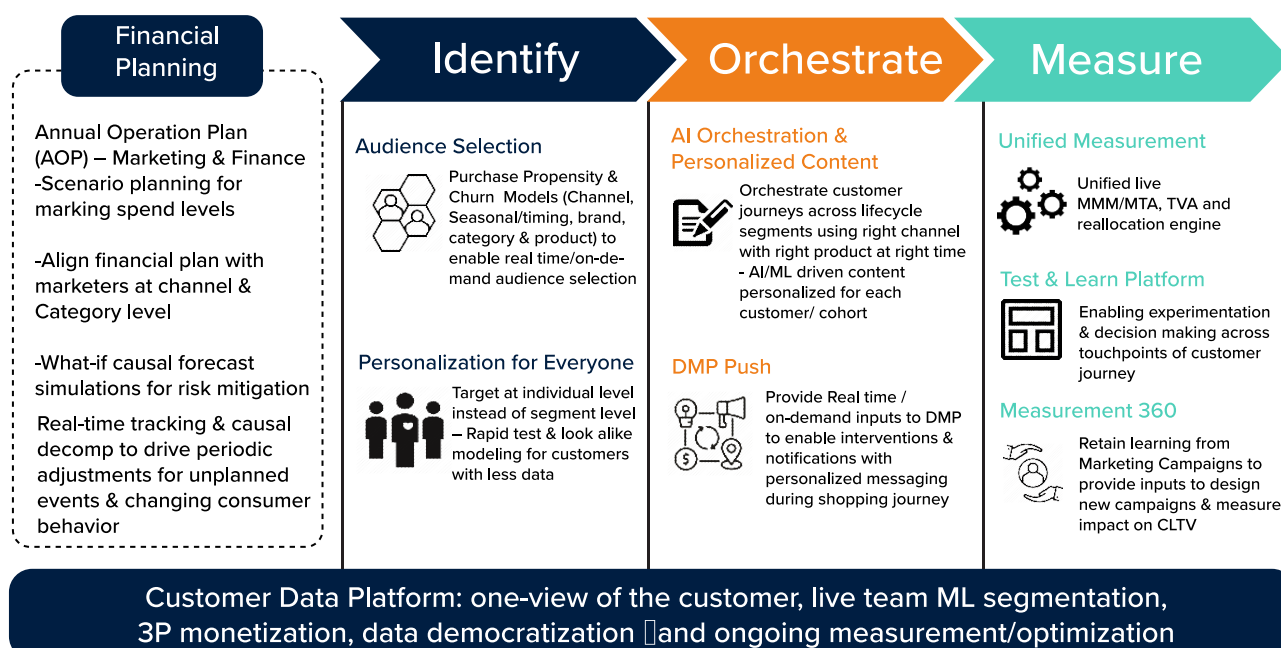 Financial
Planning
Annual Operation Plan
(AOP) – Marketing & Finance
-Scenario planning for
marking spend levels
-Align financial plan with
marketers at channel &
Category level
-What-if causal forecast
simulations for risk mitigation
Real-time tracking & causal
decomp to drive periodic
adjustments for unplanned
events & changing consumer
behavior
Identify
Audience Selection
Purchase Propensity &
Churn Models (Channel,
Seasonal/timing, brand,
category & product) to
enable real time/on-de-
mand audience selection
Personalization for Everyone
Target at individual level
instead of segment level
– Rapid test & look alike
modeling for customers
with less data
Orchestrate
AI Orchestration &
Personalized Content
Orchestrate customer
journeys across lifecycle
segments using right channel
with right product at right time
- AI/ML driven content
personalized for each
customer/ cohort
DMP Push
Provide Real time /
on-demand inputs to DMP
to enable interventions &
notifications with
personalized messaging
during shopping journey
$
Measure
Unified Measurement
Unified live
MMM/MTA, TVA and
reallocation engine
Test & Learn Platform
Enabling experimentation
& decision making across
touchpoints of customer
journey
Measurement 360
Retain learning from
Marketing Campaigns to
provide inputs to design
new campaigns & measure
impact on CLTV
Customer Data Platform: one-view of the customer, live team ML segmentation,
3P monetization, data democratization ▯and ongoing measurement/optimization